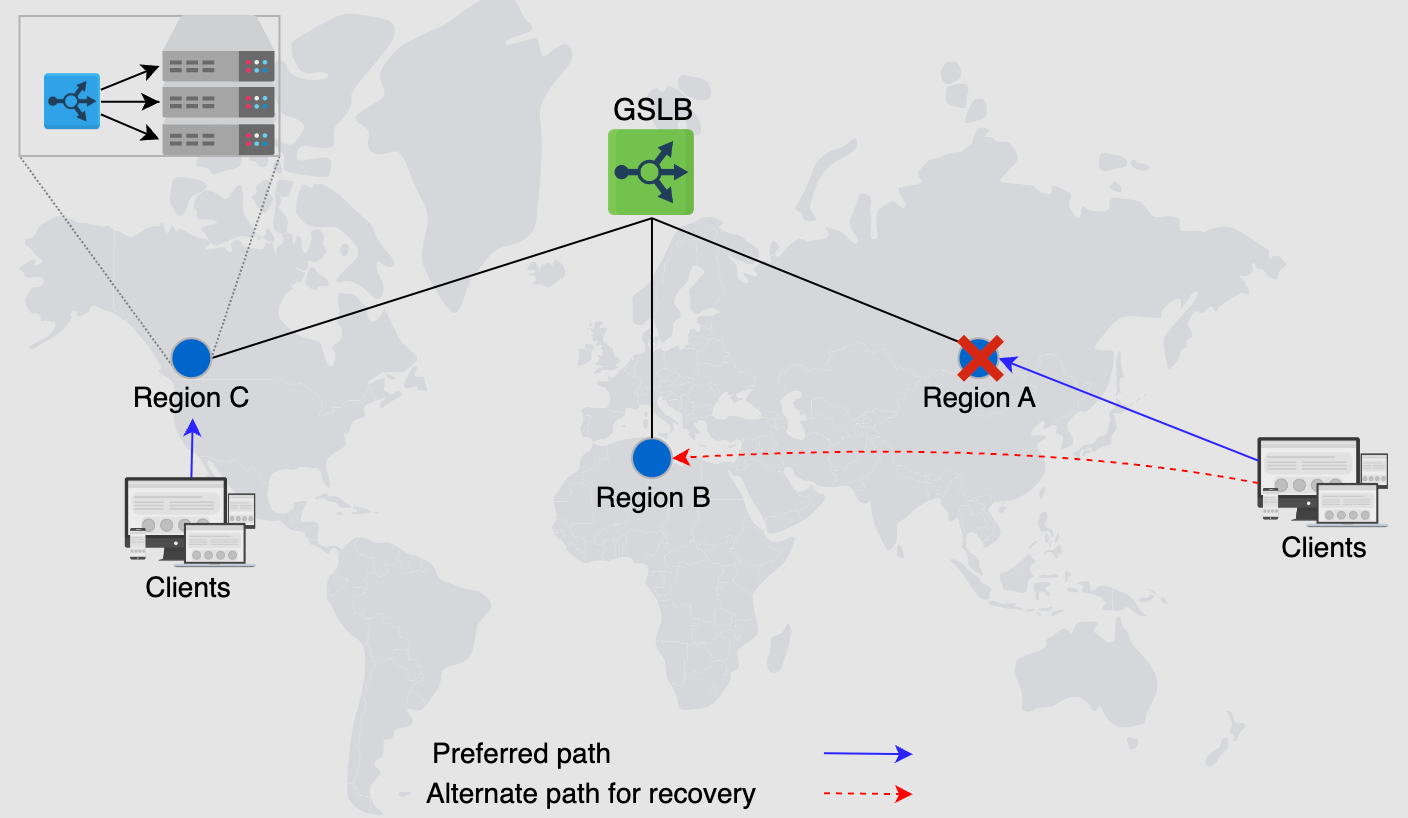 GSLB
Region C
Region A
Region B
Clients
Clients
Preferred path
Alternate path for recovery